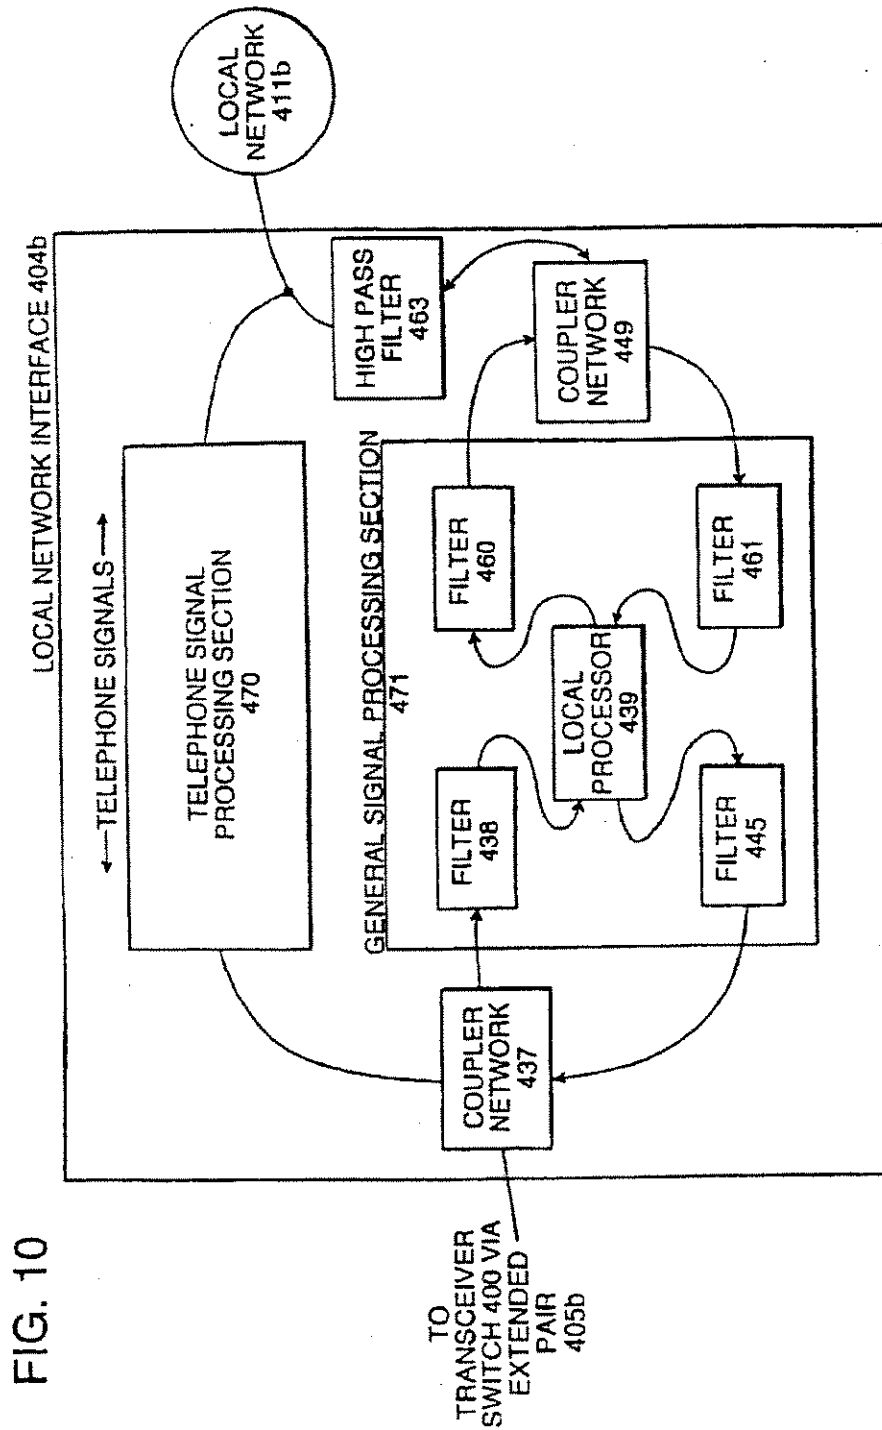 FIG. 10
LOCAL NETWORK INTERFACE 404b
←TELEPHONE SIGNALS→
TELEPHONE SIGNAL
PROCESSING SECTION
470
LOCAL
NETWORK
411b
HIGH PASS
FILTER
463
GENERAL SIGNAL PROCESSING SECTION
471
FILTER
438
FILTER
460
COUPLER
NETWORK
437
LOCAL
PROCESSOR
439
COUPLER
NETWORK
449
FILTER
445
FILTER
461
TO
TRANSCEIVER
SWITCH 400 VIA
EXTENDED
PAIR
405b